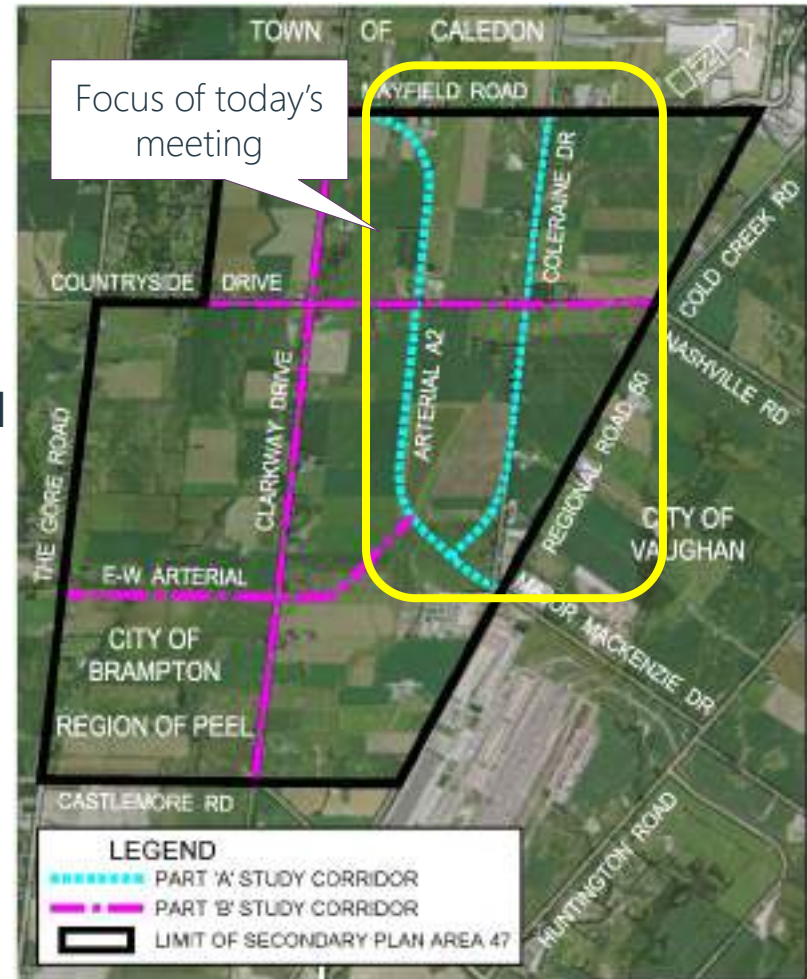 TOWN OF CALEDON
Focus of today's
meeting
MAYFIELD ROAD
COLERAINE DR
COLD CREEK RD
COUNTRYSIDE DRIVE
NASHVILLE RD
CLARKWAY DRIVE
ARTERIAL A2
REGIONAL ROAD 50
THE GORE ROAD
CITY OF
VAUGHAN
E-W ARTERIAL
MAJOR MACKENZIE DR
CITY OF
BRAMPTON
REGION OF PEEL
CASTLEMORE RD
HUNTINGTON ROAD
LEGEND
PART 'A' STUDY CORRIDOR
PART 'B' STUDY CORRIDOR
LIMIT OF SECONDARY PLAN AREA 47